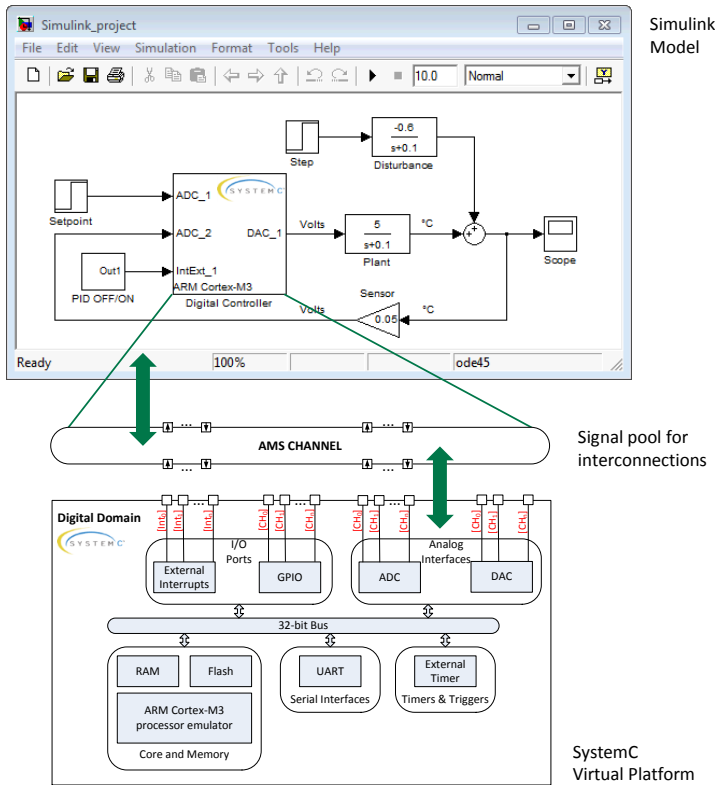 Simulink_project
Simulink
Model
File Edit View Simulation Format Tools Help
10.0 Normal
-0.6
s+0.1
Disturbance
Step
Setpoint
ADC_1
SYSTEMC
ADC_2
DAC_1
Volts
5
s+0.1
Plant
°C
+
+
Scope
Out1
PID OFF/ON
IntExt_1
ARM Cortex-M3
Digital Controller
Volts
Sensor
0.05
°C
Ready 100% ode45
... ...
AMS CHANNEL
... ...
Signal pool for
interconnections
Digital Domain
SYSTEMC
... ... ...
[Int₀] [Int₁] [Int₀] [CH₀] [CH₁] [CHₙ] [CH₀] [CH₁] [CHₙ] [CH₀] [CH₁] [CHₙ]
I/O
Ports
Analog
Interfaces
External
Interrupts
GPIO
ADC
DAC
32-bit Bus
RAM
Flash
ARM Cortex-M3
processor emulator
Core and Memory
UART
Serial Interfaces
External
Timer
Timers & Triggers
SystemC
Virtual Platform